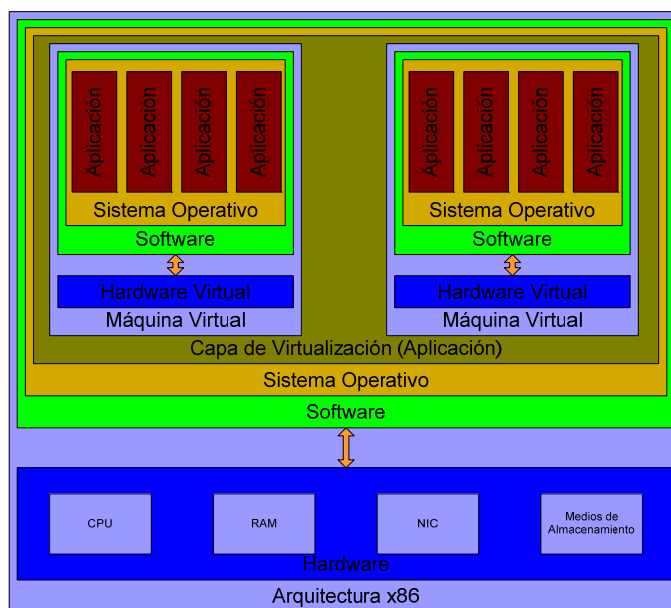 Aplicación
Aplicación
Aplicación
Aplicación
Sistema Operativo
Software
Hardware Virtual
Máquina Virtual
Aplicación
Aplicación
Aplicación
Aplicación
Sistema Operativo
Software
Hardware Virtual
Máquina Virtual
Capa de Virtualización (Aplicación)
Sistema Operativo
Software
CPU
RAM
NIC
Medios de
Almacenamiento
Hardware
Arquitectura x86